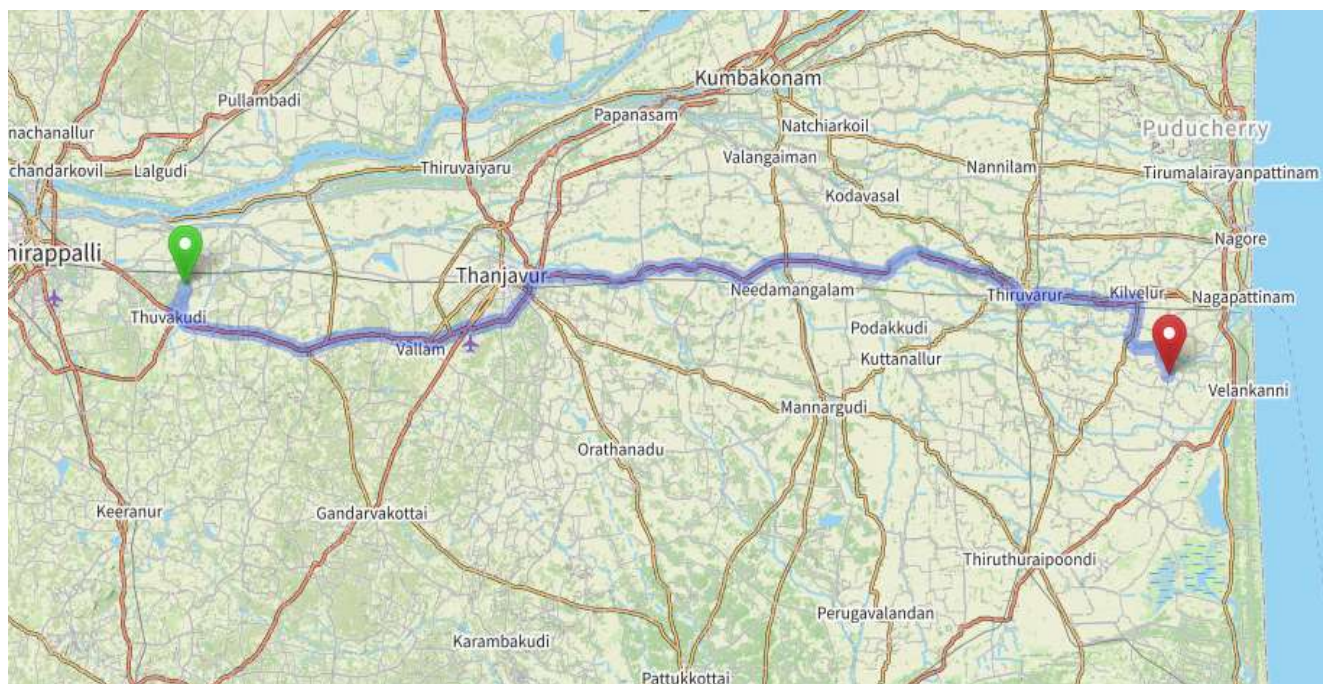 Kumbakonam
Pullambadi
Papanasam
Natchiarkoil
Puducherry
nachanallur
Valangaiman
chandarkovil
Lalgudi
Thiruvaiyaru
Nannilam
Tirumalairayanpattinam
Kodavasal
Nagore
hirappalli
Thanjavur
Needamangalam
Thiruvarur
Kilvelur
Nagapattinam
Thuvakudi
Podakkudi
Vallam
Kuttanallur
Velankanni
Mannargudi
Orathanadu
Keeranur
Gandarvakottai
Thiruthuraipoondi
Perugavalandan
Karambakudi
Pattukkottai